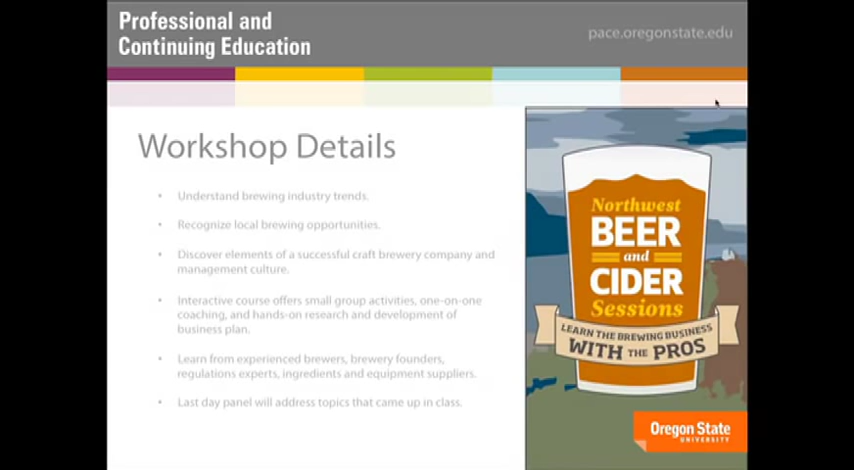 Professional and
Continuing Education
pace.oregonstate.edu
Workshop Details
• Understand brewing industry trends.
• Recognize local brewing opportunities.
• Discover elements of a successful craft brewery company and
management culture.
• Interactive course offers small group activities, one-on-one
coaching, and hands-on research and development of
business plan.
• Learn from experienced brewers, brewery founders,
regulations experts, ingredients and equipment suppliers.
• Last day panel will address topics that came up in class.
Northwest
BEER
and
CIDER
Sessions
LEARN THE BREWING BUSINESS
WITH THE PROS
Oregon State
UNIVERSITY